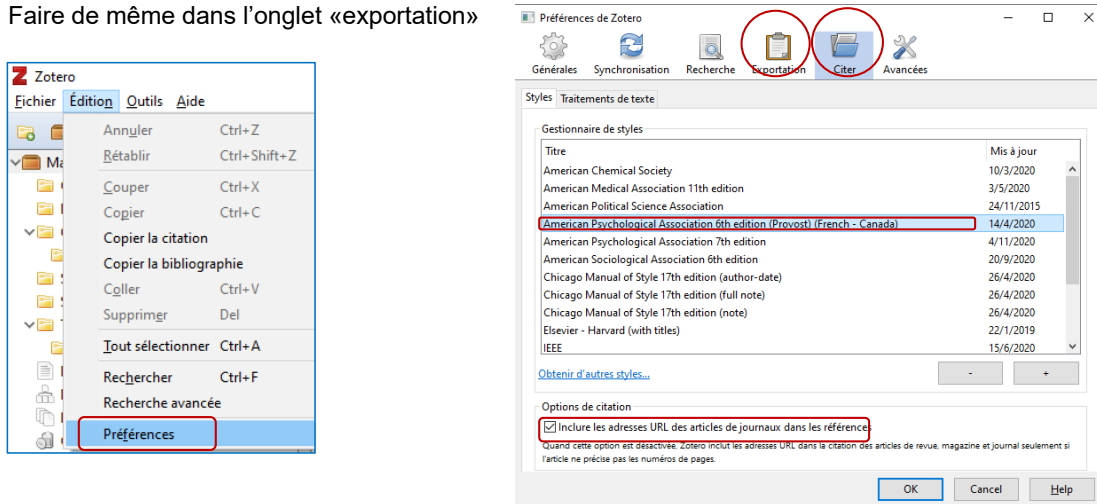 Faire de même dans l’onglet «exportation»
Zotero
Fichier Édition Outils Aide
Annuler Ctrl+Z
Rétablir Ctrl+Shift+Z
Couper Ctrl+X
Copier Ctrl+C
Copier la citation
Copier la bibliographie
Coller Ctrl+V
Supprimer Del
Tout sélectionner Ctrl+A
Rechercher Ctrl+F
Recherche avancée
Préférences
Préférences de Zotero
Générales Synchronisation Recherche Exportation Citer Avancées
Styles Traitements de texte
Gestionnaire de styles
Titre Mis à jour
American Chemical Society 10/3/2020
American Medical Association 11th edition 3/5/2020
American Political Science Association 24/11/2015
American Psychological Association 6th edition (Provost) (French - Canada) 14/4/2020
American Psychological Association 7th edition 4/11/2020
American Sociological Association 6th edition 20/9/2020
Chicago Manual of Style 17th edition (author-date) 26/4/2020
Chicago Manual of Style 17th edition (full note) 26/4/2020
Chicago Manual of Style 17th edition (note) 26/4/2020
Elsevier - Harvard (with titles) 22/1/2019
IEEE 15/6/2020
Obtenir d'autres styles... - +
Options de citation
Inclure les adresses URL des articles de journaux dans les références
Quand cette option est désactivée, Zotero inclut les adresses URL dans la citation des articles de revue, magazine et journal seulement si
l'article ne précise pas les numéros de pages.
OK Cancel Help